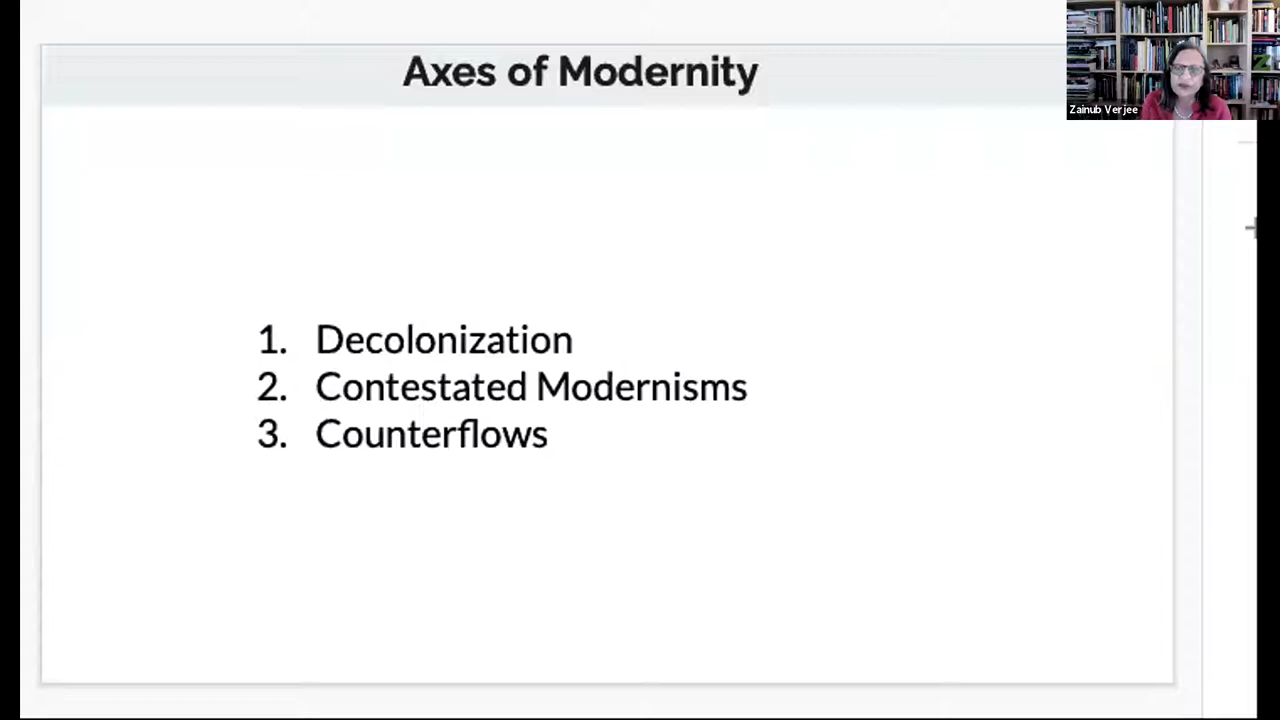 Axes of Modernity
Zainub Verjee
1. Decolonization
2. Contestated Modernisms
3. Counterflows